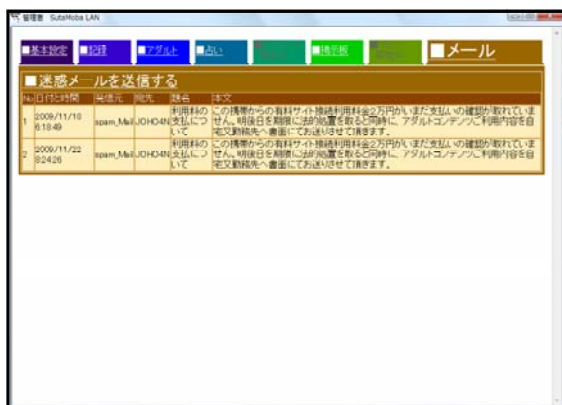 管理者 SutaMoba LAN
■基本設定 ■記録 ■アダルト ■占い ■掲示板 ■メール
■迷惑メールを送信する
No 日付と時間 発信元 宛先 題名 本文
1 2009/11/10 6:18:49 spam_Mail JOHO4N 利用料の支払について この携帯からの有料サイト接続利用料金2万円がいまだ支払いの確認が取れていま
せん。明後日を期限に法的処置を取ると同時に、アダルトコンテンツご利用内容を自
宅又勤務先へ書面にてお送りさせて頂きます。
2 2009/11/22 8:24:26 spam_Mail JOHO4N 利用料の支払について この携帯からの有料サイト接続利用料金2万円がいまだ支払いの確認が取れていま
せん。明後日を期限に法的処置を取ると同時に、アダルトコンテンツご利用内容を自
宅又勤務先へ書面にてお送りさせて頂きます。